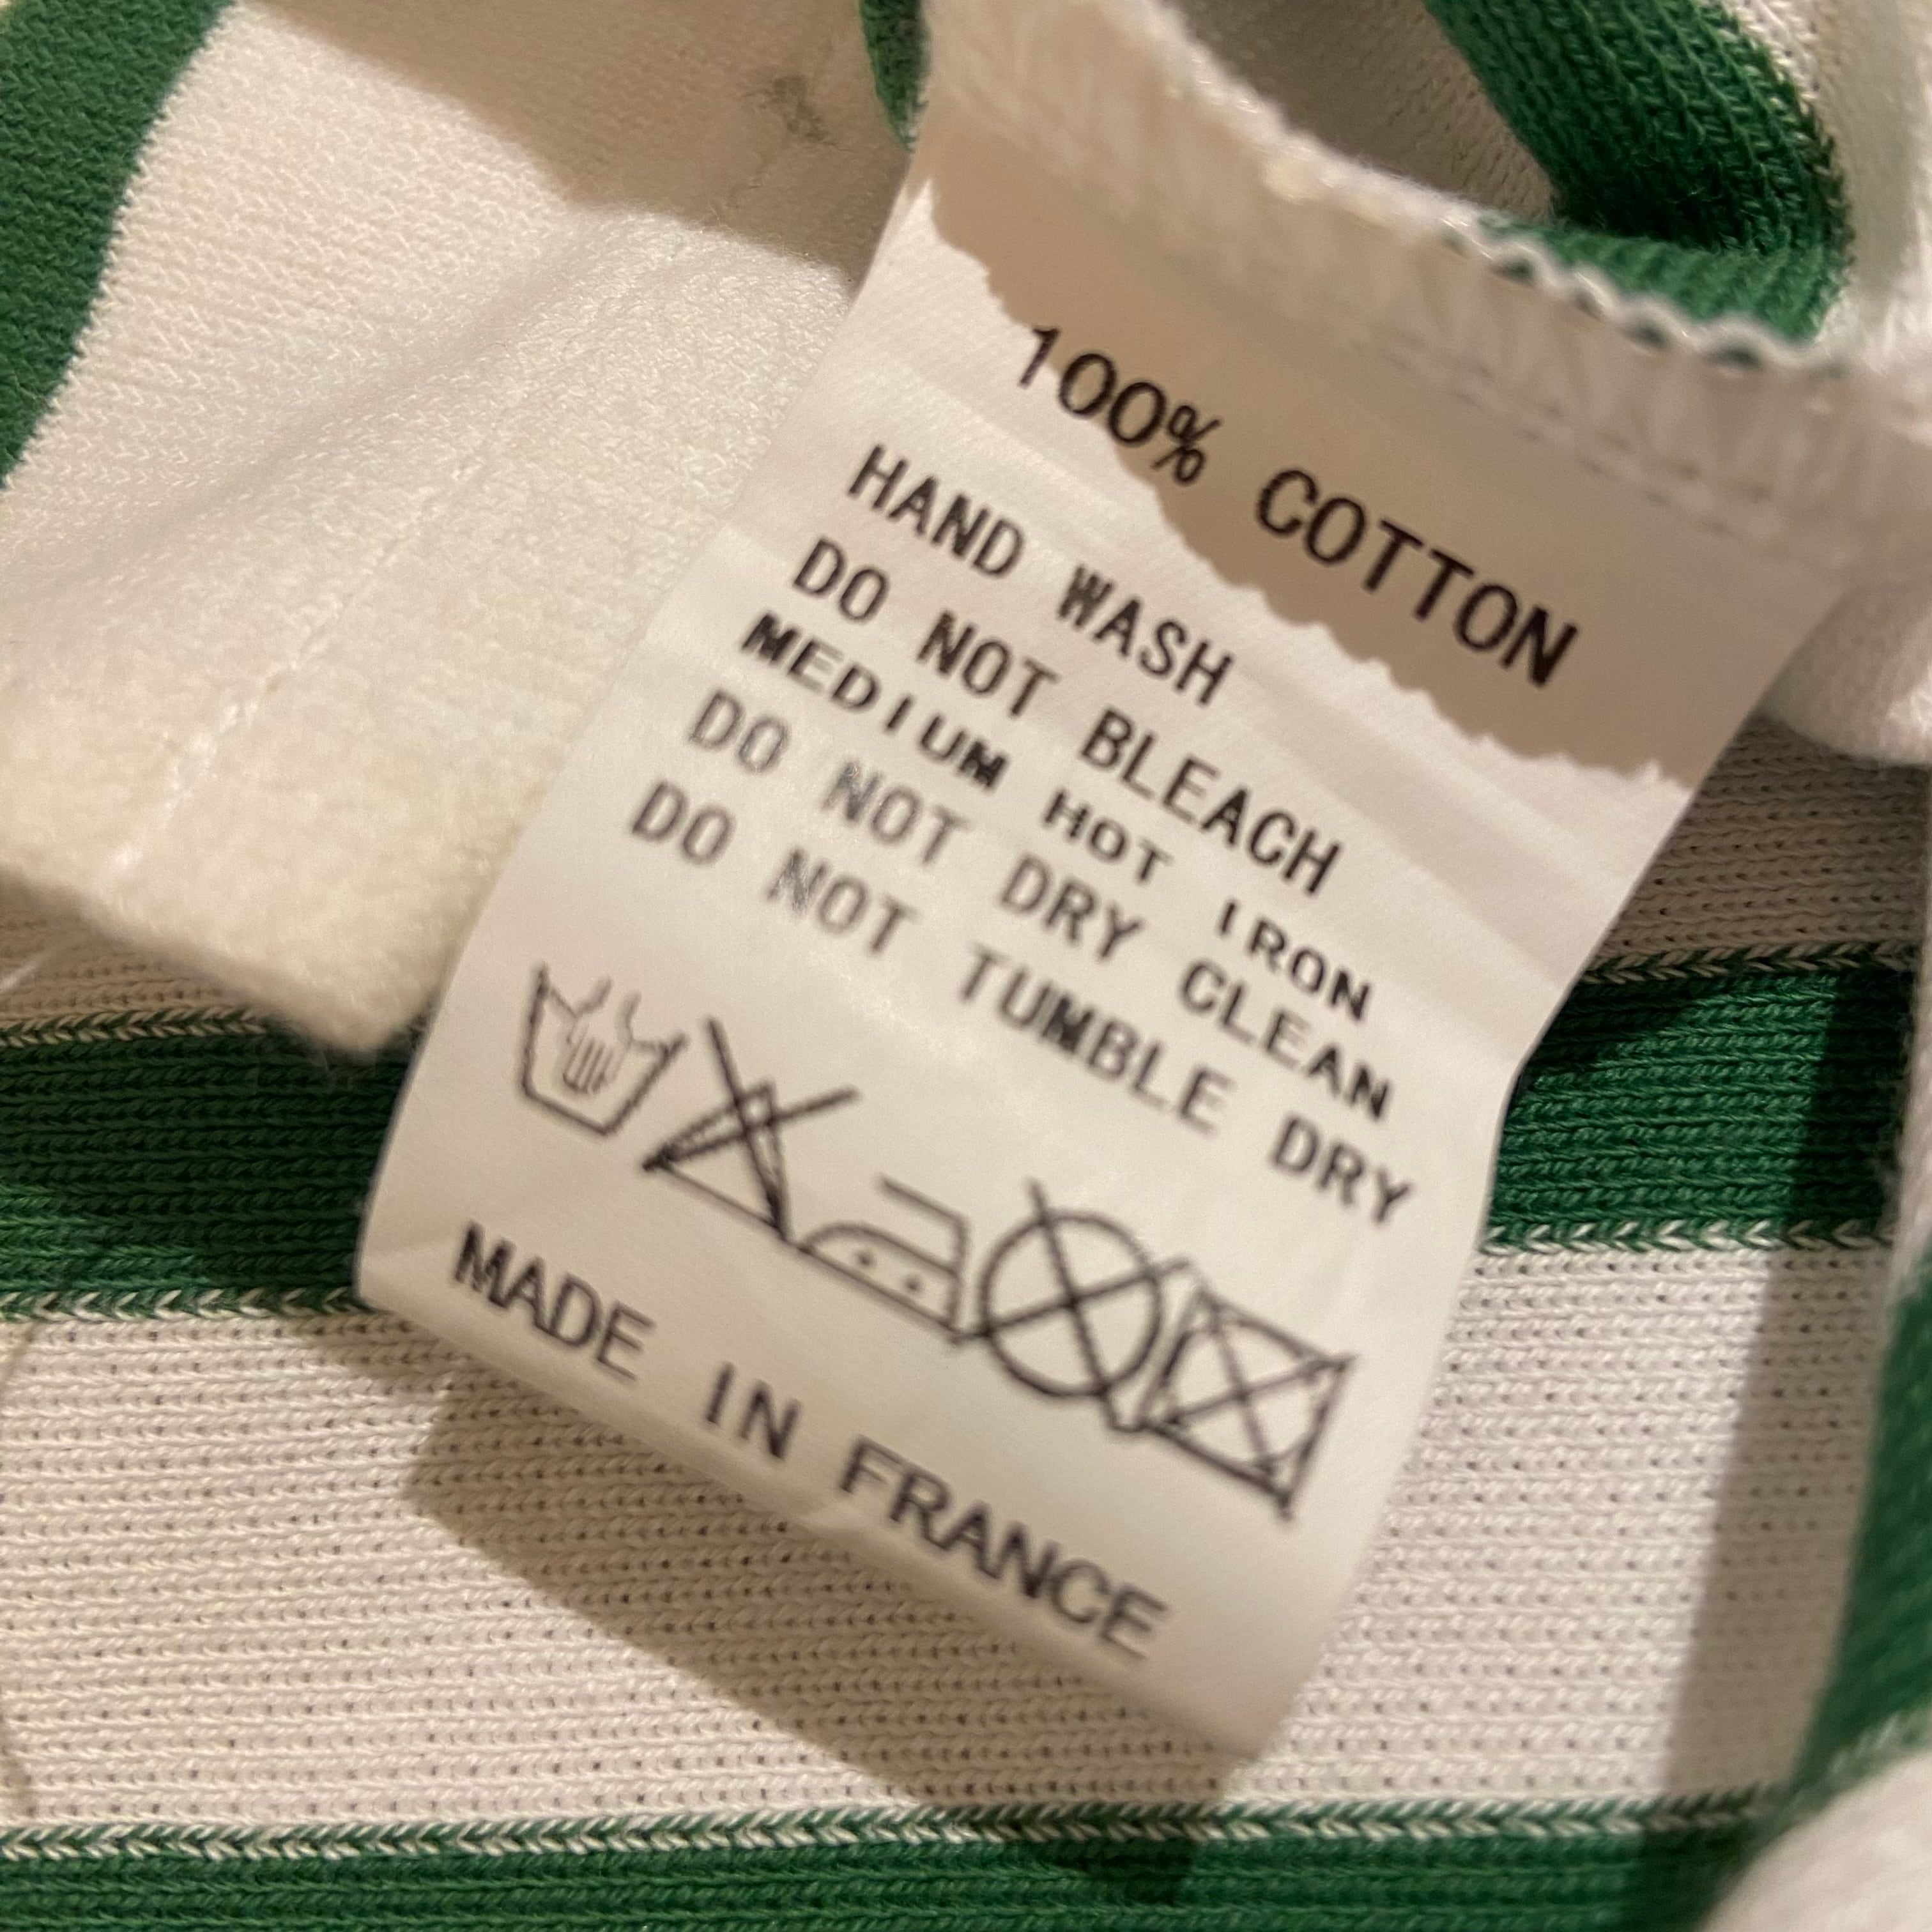 100% COTTON
HAND WASH
DO NOT BLEACH
MEDIUM HOT IRON
DO NOT DRY CLEAN
DO NOT TUMBLE DRY
MADE IN FRANCE